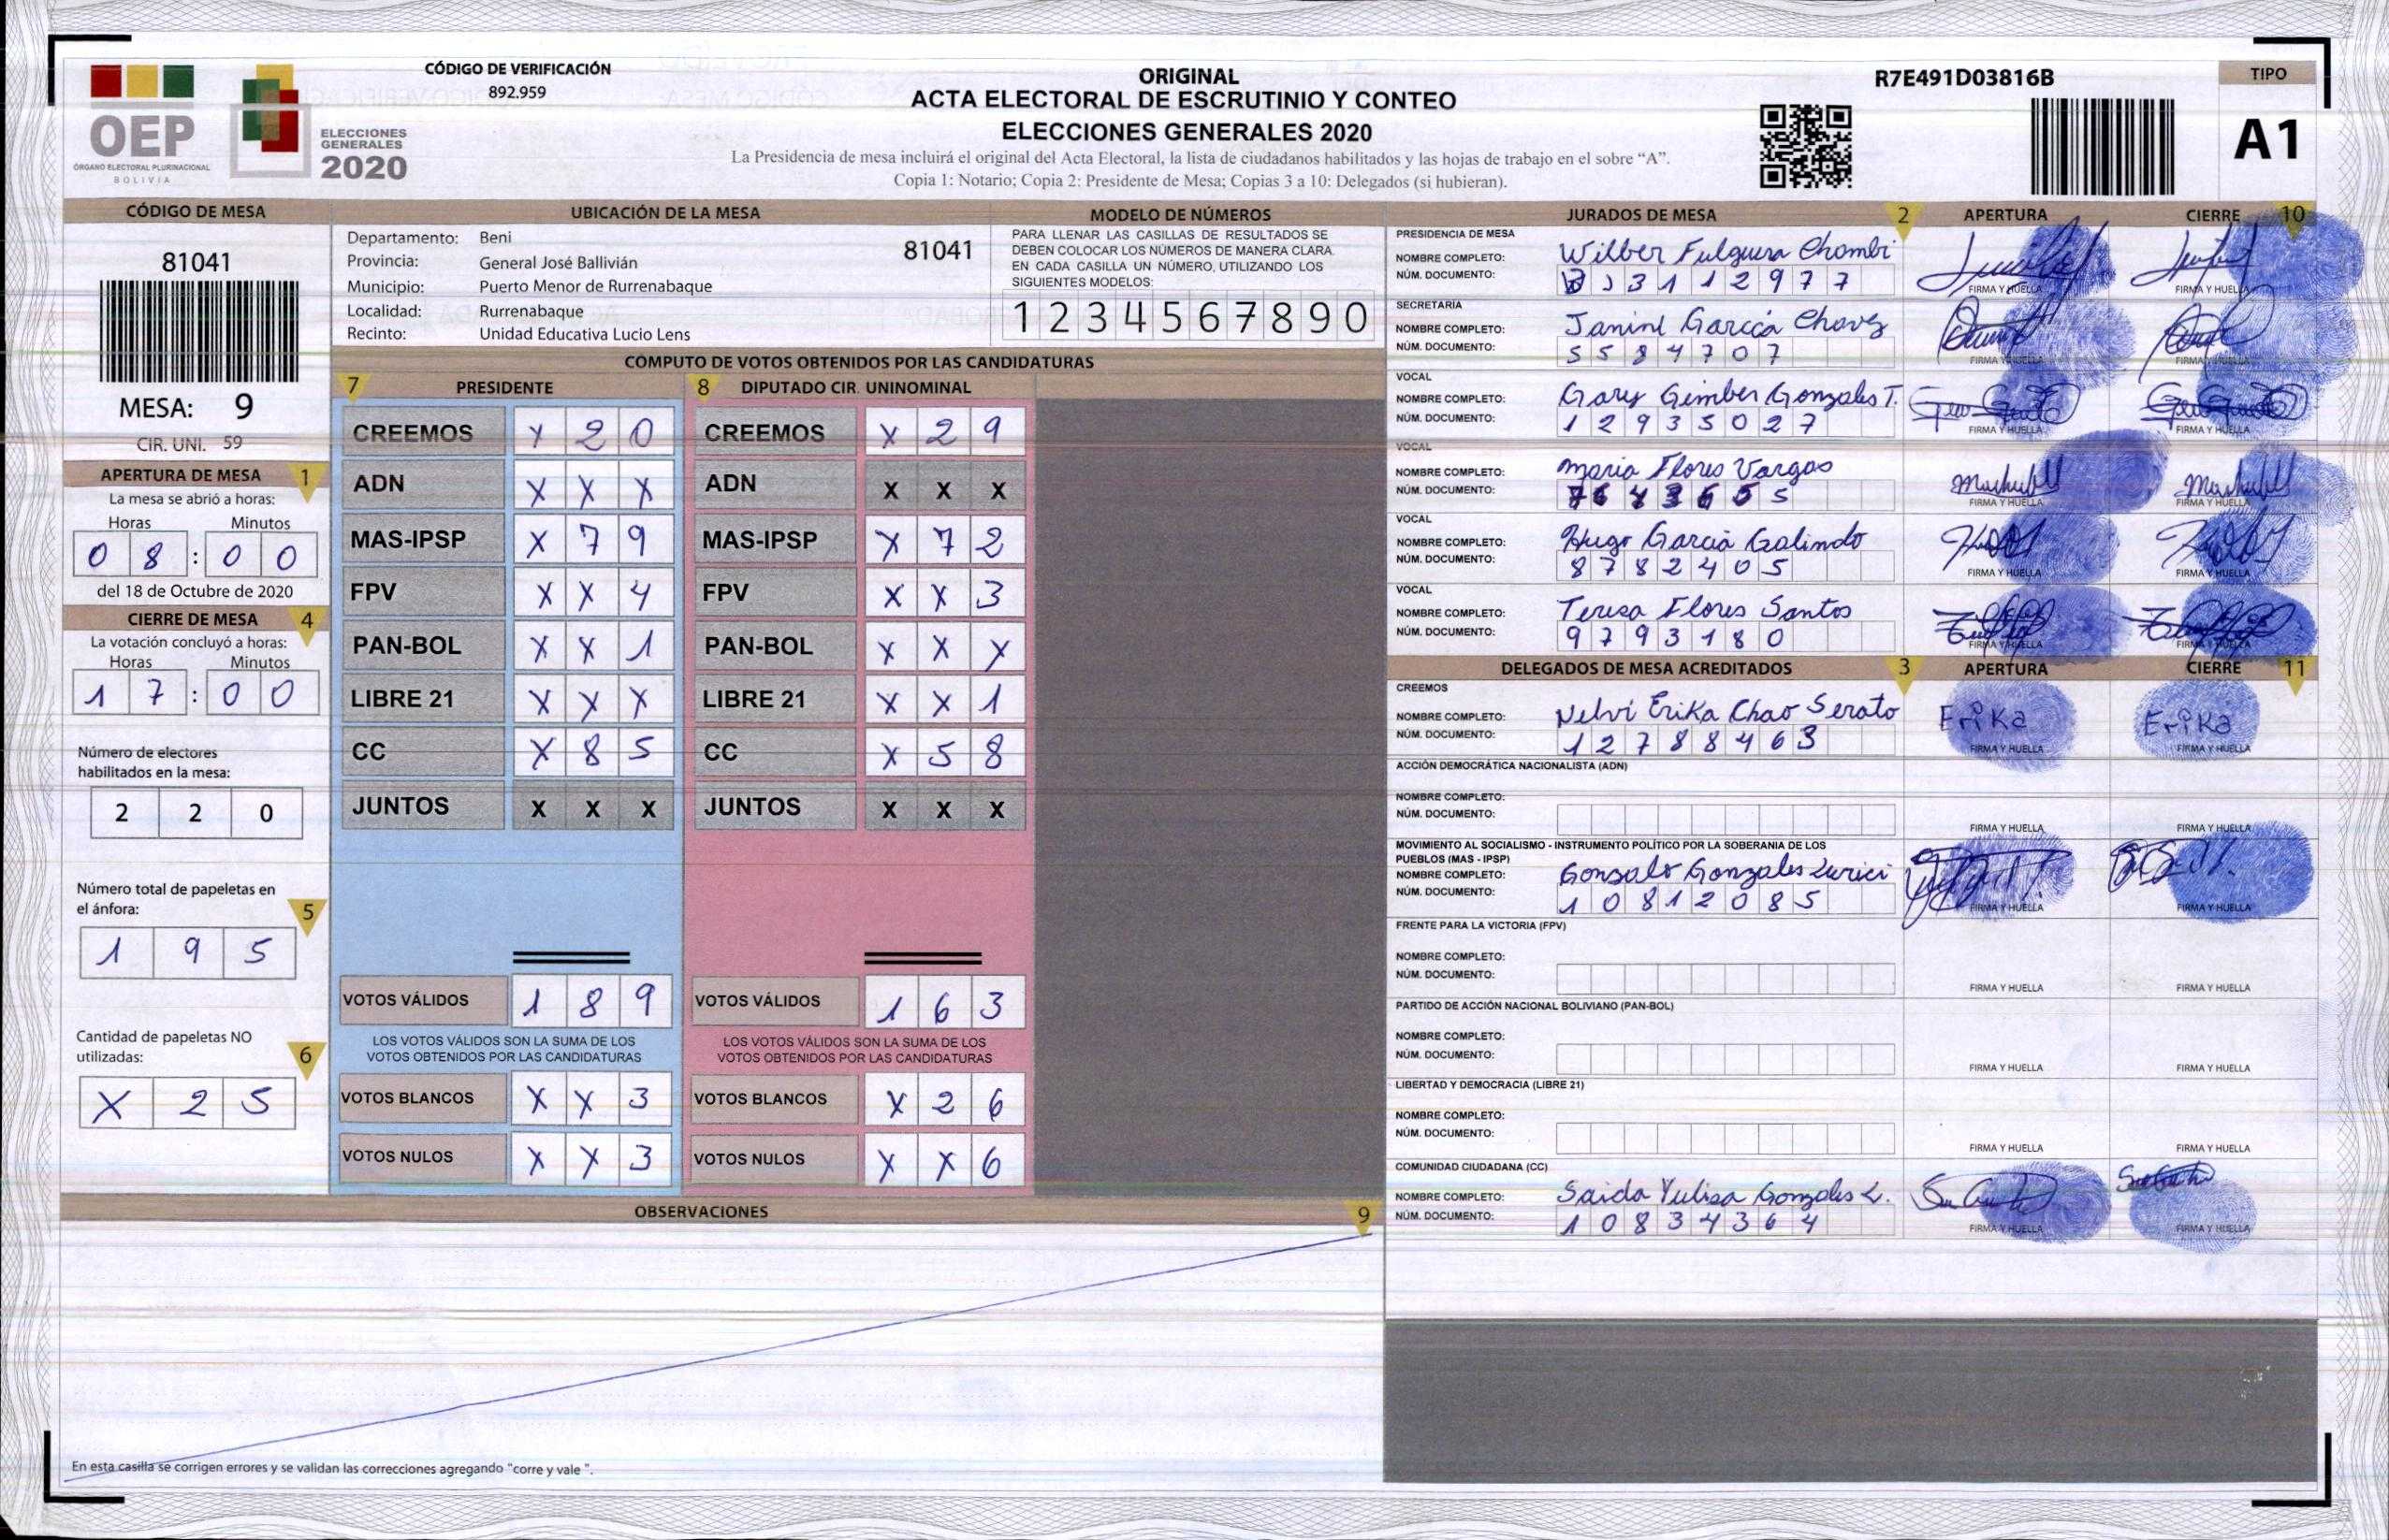 OEP
ÓRGANO ELECTORAL PLURINACIONAL
BOLIVIA
ELECCIONES
GENERALES
2020
CÓDIGO DE VERIFICACIÓN
892.959
ORIGINAL
ACTA ELECTORAL DE ESCRUTINIO Y CONTEO
ELECCIONES GENERALES 2020
La Presidencia de mesa incluirá el original del Acta Electoral, la lista de ciudadanos habilitados y las hojas de trabajo en el sobre “A”.
Copia 1: Notario; Copia 2: Presidente de Mesa; Copias 3 a 10: Delegados (si hubieran).
R7E491D03816B
TIPO
A1
CÓDIGO DE MESA
81041
MESA: 9
CIR. UNI. 59
APERTURA DE MESA 1
La mesa se abrió a horas:
Horas Minutos
0 8 : 0 0
del 18 de Octubre de 2020
CIERRE DE MESA 4
La votación concluyó a horas:
Horas Minutos
1 7 : 0 0
Número de electores
habilitados en la mesa:
2 2 0
Número total de papeletas en
el ánfora: 5
1 9 5
Cantidad de papeletas NO
utilizadas: 6
X 2 5
UBICACIÓN DE LA MESA
Departamento: Beni
Provincia: General José Ballivián
Municipio: Puerto Menor de Rurrenabaque
Localidad: Rurrenabaque
Recinto: Unidad Educativa Lucio Lens
81041
MODELO DE NÚMEROS
PARA LLENAR LAS CASILLAS DE RESULTADOS SE
DEBEN COLOCAR LOS NÚMEROS DE MANERA CLARA.
EN CADA CASILLA UN NÚMERO, UTILIZANDO LOS
SIGUIENTES MODELOS:
1 2 3 4 5 6 7 8 9 0
COMPUTO DE VOTOS OBTENIDOS POR LAS CANDIDATURAS
7 PRESIDENTE
CREEMOS X 2 0
ADN X X X
MAS-IPSP X 7 9
FPV X X 4
PAN-BOL X X 1
LIBRE 21 X X X
CC X 8 5
JUNTOS X X X
VOTOS VÁLIDOS 1 8 9
LOS VOTOS VÁLIDOS SON LA SUMA DE LOS
VOTOS OBTENIDOS POR LAS CANDIDATURAS
VOTOS BLANCOS X X 3
VOTOS NULOS X X 3
8 DIPUTADO CIR. UNINOMINAL
CREEMOS X 2 9
ADN X X X
MAS-IPSP X 7 2
FPV X X 3
PAN-BOL X X X
LIBRE 21 X X 1
CC X 5 8
JUNTOS X X X
VOTOS VÁLIDOS 1 6 3
LOS VOTOS VÁLIDOS SON LA SUMA DE LOS
VOTOS OBTENIDOS POR LAS CANDIDATURAS
VOTOS BLANCOS X 2 6
VOTOS NULOS X X 6
OBSERVACIONES 9
En esta casilla se corrigen errores y se validan las correcciones agregando "corre y vale ".
JURADOS DE MESA 2 APERTURA CIERRE 10
PRESIDENCIA DE MESA
NOMBRE COMPLETO: Wilber Fulguera Chambi
NÚM. DOCUMENTO:
FIRMA Y HUELLA FIRMA Y HUELLA
SECRETARIA
NOMBRE COMPLETO: Janint García Chavez
NÚM. DOCUMENTO: 5 5 8 4 7 0 7
FIRMA Y HUELLA FIRMA Y HUELLA
VOCAL
NOMBRE COMPLETO: Gary Gimber Gonzales T.
NÚM. DOCUMENTO: 1 2 9 3 5 0 2 7
FIRMA Y HUELLA FIRMA Y HUELLA
VOCAL
NOMBRE COMPLETO: Maria Flores Vargas
NÚM. DOCUMENTO:
FIRMA Y HUELLA FIRMA Y HUELLA
VOCAL
NOMBRE COMPLETO: Hugo Garcia Galindo
NÚM. DOCUMENTO: 8 7 8 2 4 0 5
FIRMA Y HUELLA FIRMA Y HUELLA
VOCAL
NOMBRE COMPLETO: Teresa Flores Santos
NÚM. DOCUMENTO: 9 7 9 3 1 8 0
FIRMA Y HUELLA FIRMA Y HUELLA
DELEGADOS DE MESA ACREDITADOS 3 APERTURA CIERRE 11
CREEMOS
NOMBRE COMPLETO: Nelvi Erika Chao Serato
NÚM. DOCUMENTO: 1 2 7 8 8 4 6 3
Erika Erika
FIRMA Y HUELLA FIRMA Y HUELLA
ACCIÓN DEMOCRÁTICA NACIONALISTA (ADN)
NOMBRE COMPLETO:
NÚM. DOCUMENTO:
FIRMA Y HUELLA FIRMA Y HUELLA
MOVIMIENTO AL SOCIALISMO - INSTRUMENTO POLÍTICO POR LA SOBERANIA DE LOS
PUEBLOS (MAS - IPSP)
NOMBRE COMPLETO: Gonzalo Gonzales Lurici
NÚM. DOCUMENTO: 1 0 8 1 2 0 8 5
FIRMA Y HUELLA FIRMA Y HUELLA
FRENTE PARA LA VICTORIA (FPV)
NOMBRE COMPLETO:
NÚM. DOCUMENTO:
FIRMA Y HUELLA FIRMA Y HUELLA
PARTIDO DE ACCIÓN NACIONAL BOLIVIANO (PAN-BOL)
NOMBRE COMPLETO:
NÚM. DOCUMENTO:
FIRMA Y HUELLA FIRMA Y HUELLA
LIBERTAD Y DEMOCRACIA (LIBRE 21)
NOMBRE COMPLETO:
NÚM. DOCUMENTO:
FIRMA Y HUELLA FIRMA Y HUELLA
COMUNIDAD CIUDADANA (CC)
NOMBRE COMPLETO: Saida Yulisa Gonzales L.
NÚM. DOCUMENTO: 1 0 8 3 4 3 6 4
FIRMA Y HUELLA FIRMA Y HUELLA